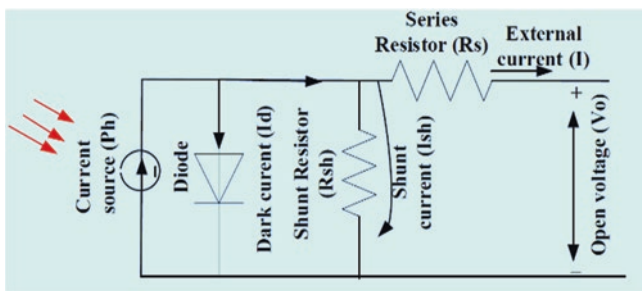 Series
Resistor (Rs)
External
current (I)
Current
source (Ph)
Diode
Dark current (Id)
Shunt Resistor
(Rsh)
Shunt
current (Ish)
+
Open voltage (Vo)
–